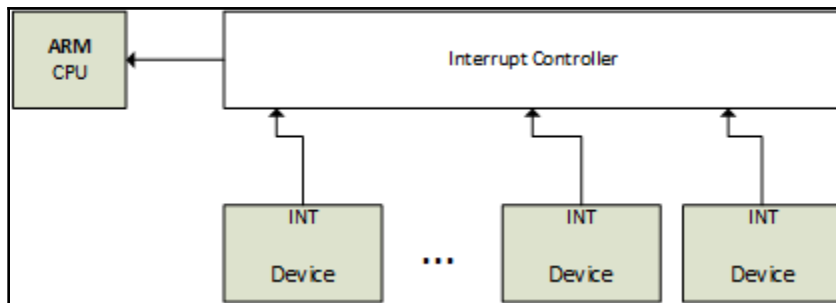 ARM
CPU
Interrupt Controller
INT
Device
...
INT
Device
INT
Device